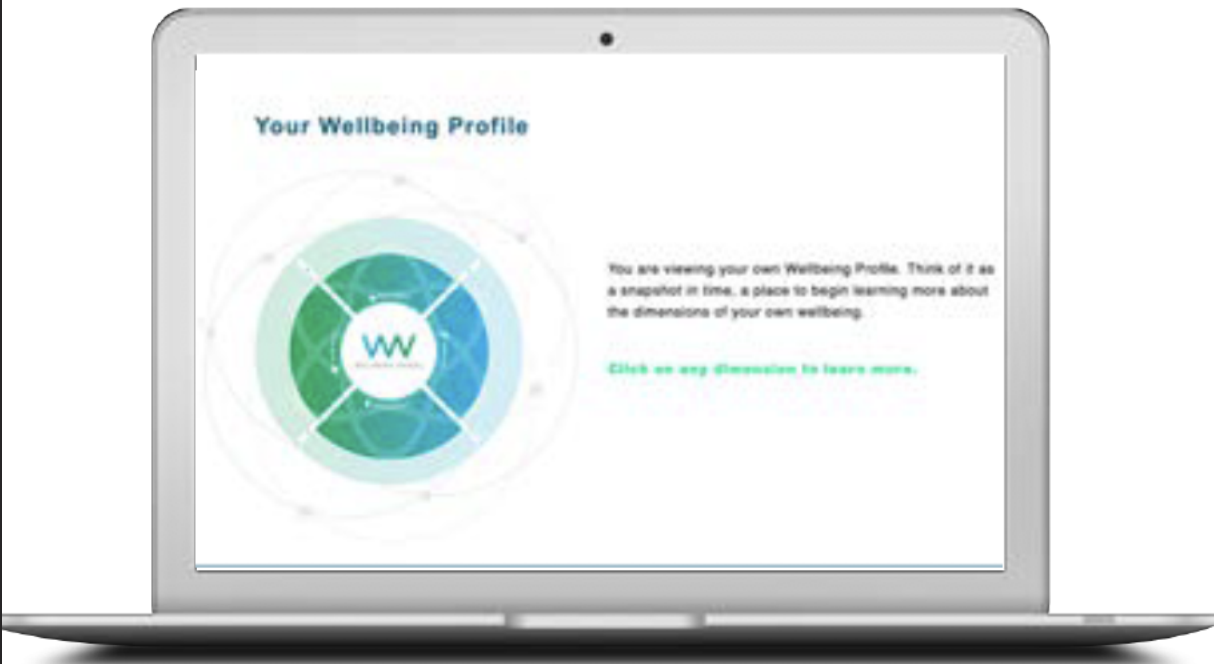 Your Wellbeing Profile
You are viewing your own Wellbeing Profile. Think of it as
a snapshot in time, a place to begin learning more about
the dimensions of your own wellbeing.
Click on any dimension to learn more.